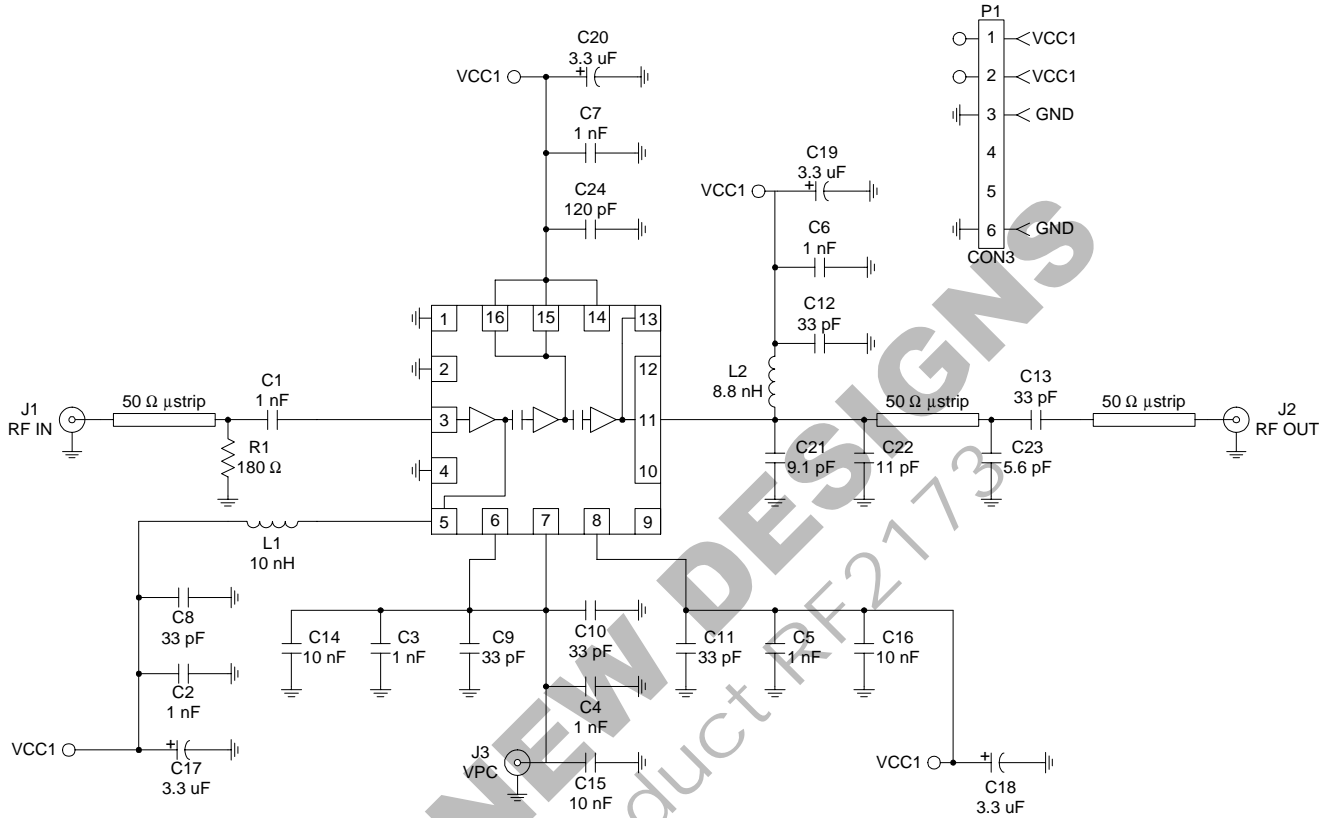 P1
1
VCC1
2
VCC1
3
GND
4
5
6
GND
CON3
C20
3.3 uF
VCC1
C7
1 nF
C24
120 pF
C19
3.3 uF
VCC1
C6
1 nF
C12
33 pF
L2
8.8 nH
1
16
15
14
13
2
12
3
11
4
10
5
6
7
8
9
J1
RF IN
50 Ω μstrip
C1
1 nF
R1
180 Ω
50 Ω μstrip
C13
33 pF
50 Ω μstrip
J2
RF OUT
C21
9.1 pF
C22
11 pF
C23
5.6 pF
L1
10 nH
C8
33 pF
C2
1 nF
VCC1
C17
3.3 uF
C14
10 nF
C3
1 nF
C9
33 pF
C10
33 pF
C4
1 nF
J3
VPC
C15
10 nF
C11
33 pF
C5
1 nF
C16
10 nF
VCC1
C18
3.3 uF
NEW DESIGNS
duct RF2173